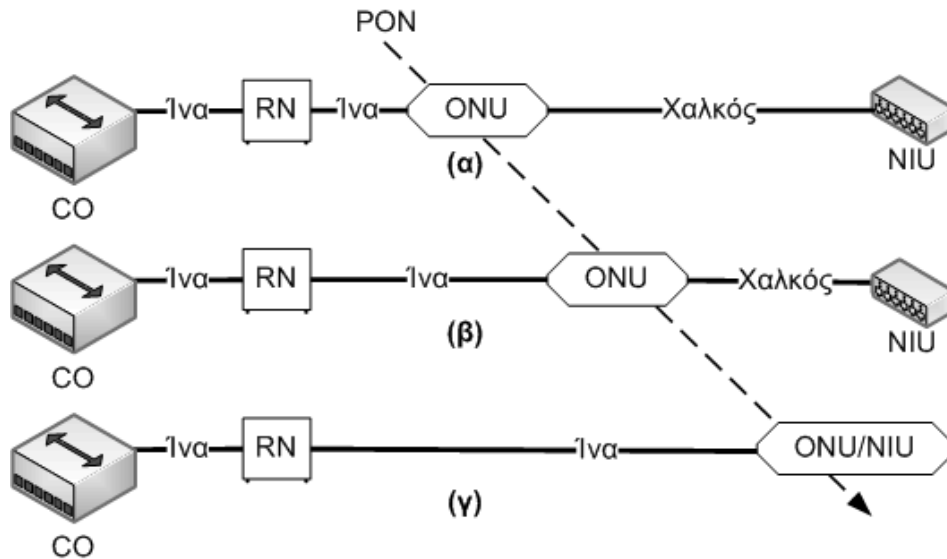 PON
Ίνα RN Ίνα ONU Χαλκός
(α) NIU
CO
Ίνα RN Ίνα ONU Χαλκός
(β) NIU
CO
Ίνα RN Ίνα ONU/NIU
(γ)
CO